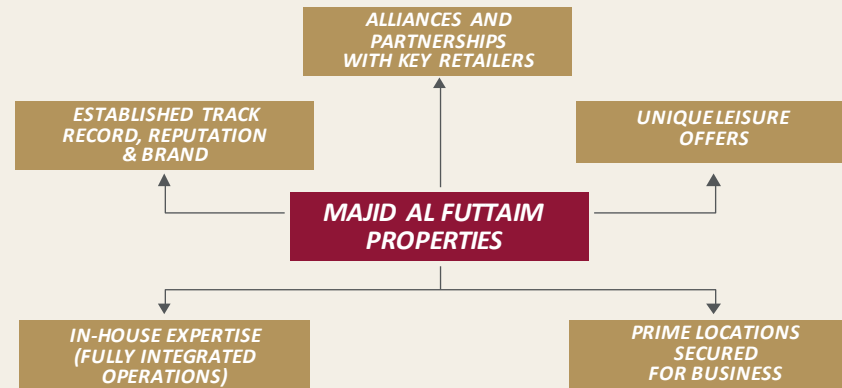 ALLIANCES AND
PARTNERSHIPS
WITH KEY RETAILERS
ESTABLISHED TRACK
RECORD, REPUTATION
& BRAND
UNIQUE LEISURE
OFFERS
MAJID AL FUTTAIM
PROPERTIES
IN-HOUSE EXPERTISE
(FULLY INTEGRATED
OPERATIONS)
PRIME LOCATIONS
SECURED
FOR BUSINESS